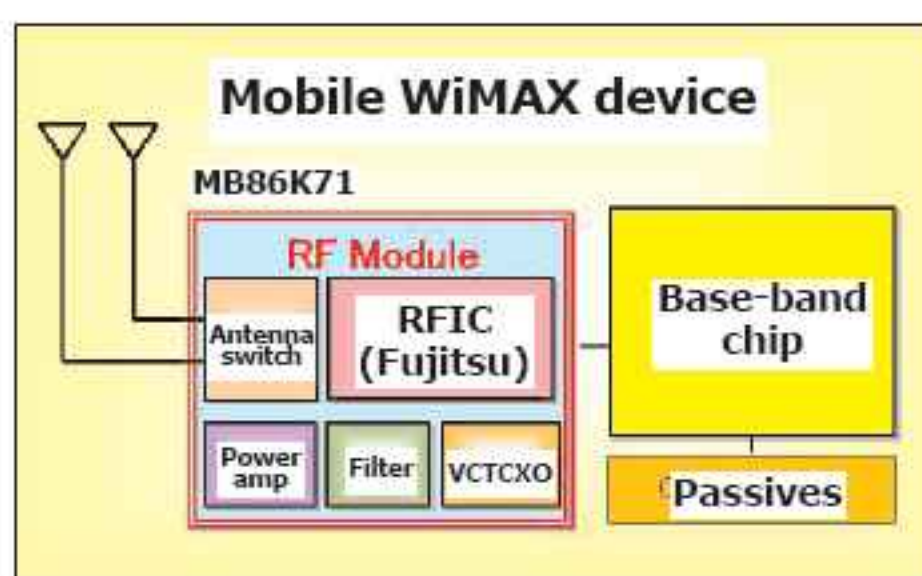 Mobile WiMAX device
MB86K71
RF Module
Antenna
switch
RFIC
(Fujitsu)
Base-band
chip
Power
amp
Filter
VCTCXO
Passives